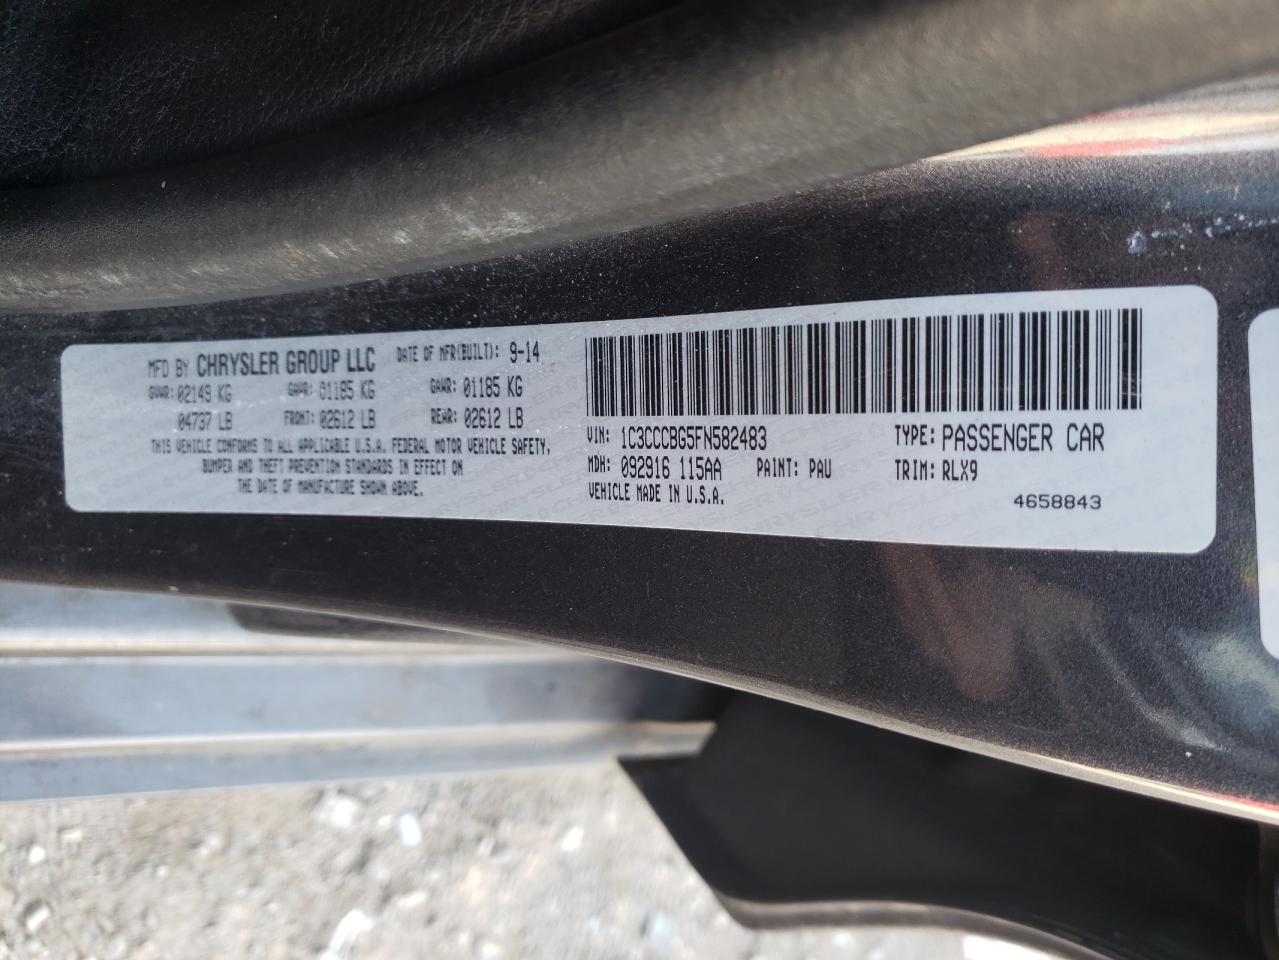 MFD BY CHRYSLER GROUP LLC DATE OF MFR(BUILT): 9-14
GVWR: 02149 KG GAWR: 01185 KG GAWR: 01185 KG
04737 LB FRONT: 02612 LB REAR: 02612 LB
THIS VEHICLE CONFORMS TO ALL APPLICABLE U.S.A. FEDERAL MOTOR VEHICLE SAFETY,
BUMPER AND THEFT PREVENTION STANDARDS IN EFFECT ON
THE DATE OF MANUFACTURE SHOWN ABOVE.
VIN: 1C3CCCBG5FN582483 TYPE: PASSENGER CAR
MDH: 092916 115AA PAINT: PAU TRIM: RLX9
VEHICLE MADE IN U.S.A. 4658843